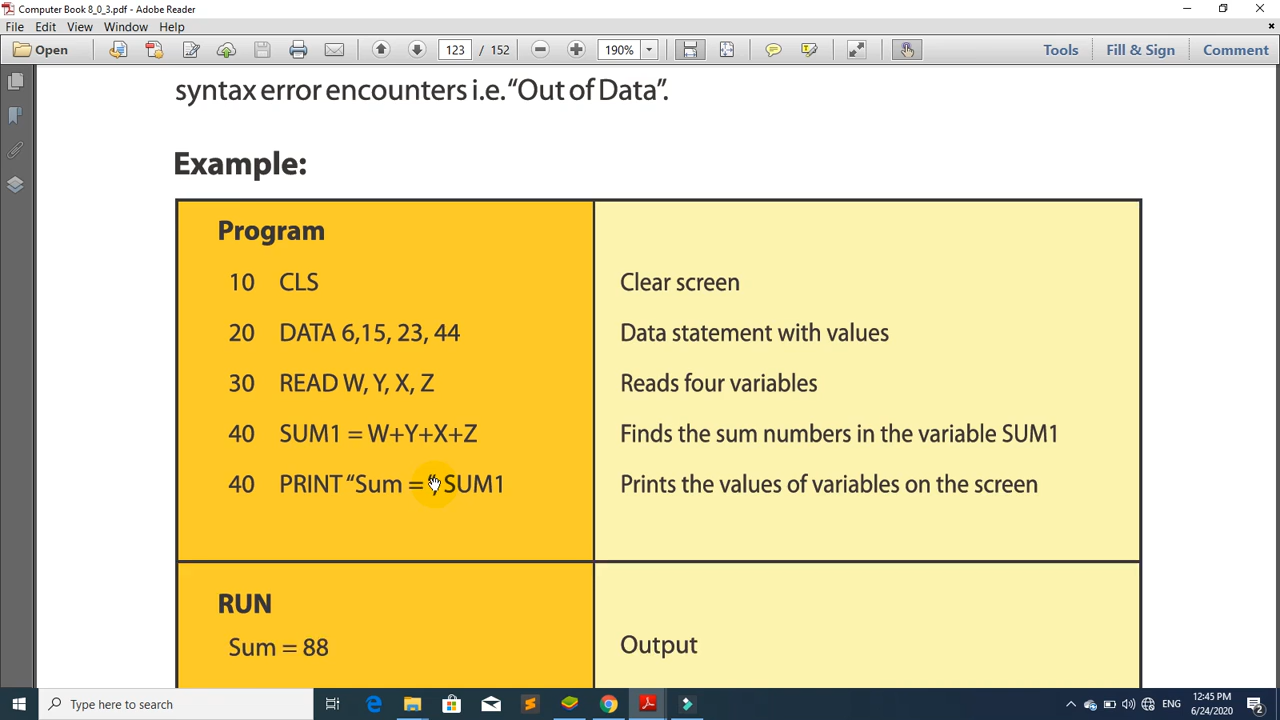 Computer Book 8_0_3.pdf - Adobe Reader
File Edit View Window Help
Open 123 / 152 190% Tools Fill & Sign Comment
syntax error encounters i.e. “Out of Data”.
Example:
Program
10 CLS Clear screen
20 DATA 6,15, 23, 44 Data statement with values
30 READ W, Y, X, Z Reads four variables
40 SUM1 = W+Y+X+Z Finds the sum numbers in the variable SUM1
40 PRINT “Sum = “, SUM1 Prints the values of variables on the screen
RUN
Sum = 88 Output
Type here to search ENG 12:45 PM
6/24/2020 2